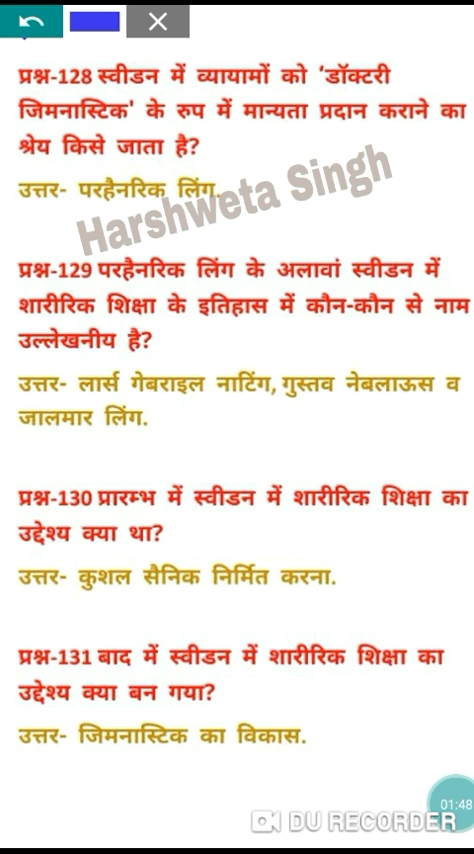 प्रश्न-128 स्वीडन में व्यायामों को 'डॉक्टरी
जिमनास्टिक' के रुप में मान्यता प्रदान कराने का
श्रेय किसे जाता है?
उत्तर- परहैनरिक लिंग.
Harshweta Singh
प्रश्न-129 परहैनरिक लिंग के अलावां स्वीडन में
शारीरिक शिक्षा के इतिहास में कौन-कौन से नाम
उल्लेखनीय है?
उत्तर- लार्स गेबराइल नाटिंग, गुस्तव नेबलाऊस व
जालमार लिंग.
प्रश्न-130 प्रारम्भ में स्वीडन में शारीरिक शिक्षा का
उद्देश्य क्या था?
उत्तर- कुशल सैनिक निर्मित करना.
प्रश्न-131 बाद में स्वीडन में शारीरिक शिक्षा का
उद्देश्य क्या बन गया?
उत्तर- जिमनास्टिक का विकास.
01:48
DU RECORDER